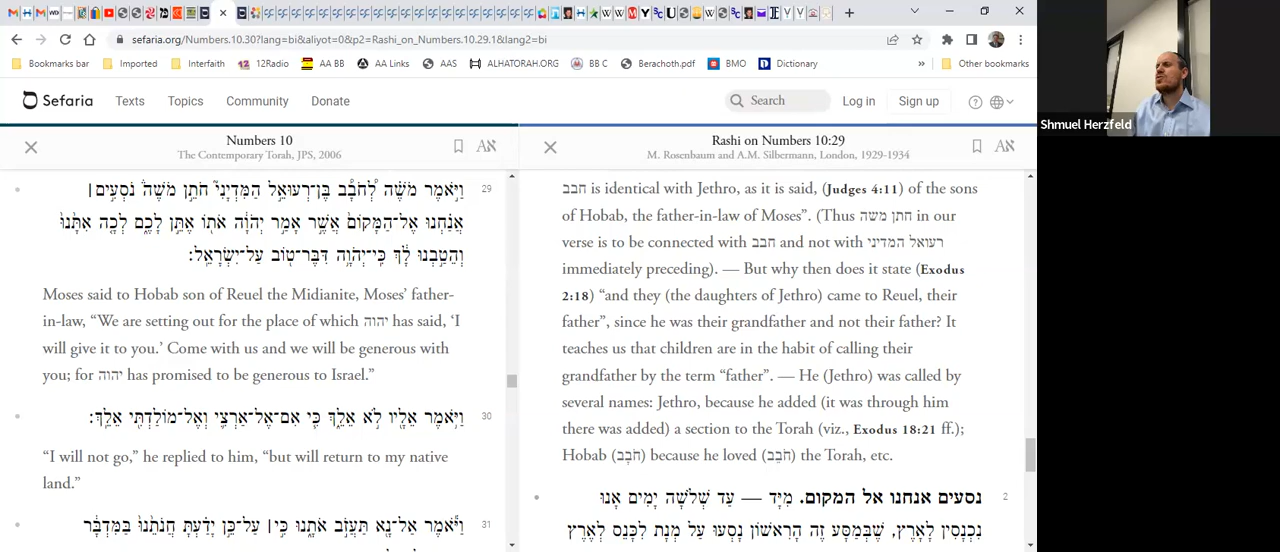 sefaria.org/Numbers.10.30?lang=bi&aliyot=0&p2=Rashi_on_Numbers.10.29.1&lang2=bi
Bookmarks bar
Imported
Interfaith
12Radio
AA BB
AA Links
AAS
ALHATORAH.ORG
BB C
Berachoth.pdf
BMO
Dictionary
»
Other bookmarks
Sefaria
Texts
Topics
Community
Donate
Search
Log in
Sign up
Shmuel Herzfeld
Numbers 10
The Contemporary Torah, JPS, 2006
אA
29
וַיֹּ֣אמֶר מֹשֶׁ֗ה לְ֠חֹבָ֠ב בֶּן־רְעוּאֵ֣ל הַמִּדְיָנִי֮ חֹתֵ֣ן מֹשֶׁה֒ נֹסְעִ֣ים ׀
אֲנַ֗חְנוּ אֶל־הַמָּקוֹם֙ אֲשֶׁ֣ר אָמַ֣ר יְהֹוָ֔ה אֹת֖וֹ אֶתֵּ֣ן לָכֶ֑ם לְכָ֤ה אִתָּ֙נוּ֙
וְהֵטַ֣בְנוּ לָ֔ךְ כִּֽי־יְהֹוָ֥ה דִּבֶּר־ט֖וֹב עַל־יִשְׂרָאֵֽל׃
Moses said to Hobab son of Reuel the Midianite, Moses’ father-
in-law, “We are setting out for the place of which יהוה has said, ‘I
will give it to you.’ Come with us and we will be generous with
you; for יהוה has promised to be generous to Israel.”
30
וַיֹּ֥אמֶר אֵלָ֖יו לֹ֣א אֵלֵ֑ךְ כִּ֧י אִם־אֶל־אַרְצִ֛י וְאֶל־מוֹלַדְתִּ֖י אֵלֵֽךְ׃
“I will not go,” he replied to him, “but will return to my native
land.”
31
וַיֹּ֕אמֶר אַל־נָ֖א תַּעֲזֹ֣ב אֹתָ֑נוּ כִּ֣י ׀ עַל־כֵּ֣ן יָדַ֗עְתָּ חֲנֹתֵ֙נוּ֙ בַּמִּדְבָּ֔ר
Rashi on Numbers 10:29
M. Rosenbaum and A.M. Silbermann, London, 1929-1934
אA
חבב is identical with Jethro, as it is said, (Judges 4:11) of the sons
of Hobab, the father-in-law of Moses”. (Thus חתן משה in our
verse is to be connected with חבב and not with רעואל המדיני
immediately preceding). — But why then does it state (Exodus
2:18) “and they (the daughters of Jethro) came to Reuel, their
father”, since he was their grandfather and not their father? It
teaches us that children are in the habit of calling their
grandfather by the term “father”. — He (Jethro) was called by
several names: Jethro, because he added (it was through him
there was added) a section to the Torah (viz., Exodus 18:21 ff.);
Hobab (חֹבָב) because he loved (חֹבֵב) the Torah, etc.
2
נסעים אנחנו אל המקום. מִיָּד — עַד שְׁלֹשָׁה יָמִים אָנוּ
נִכְנָסִין לָאָרֶץ, שֶׁבְּמַסָּע זֶה הָרִאשׁוֹן נָסְעוּ עַל מְנָת לִכָּנֵס לְאֶרֶץ